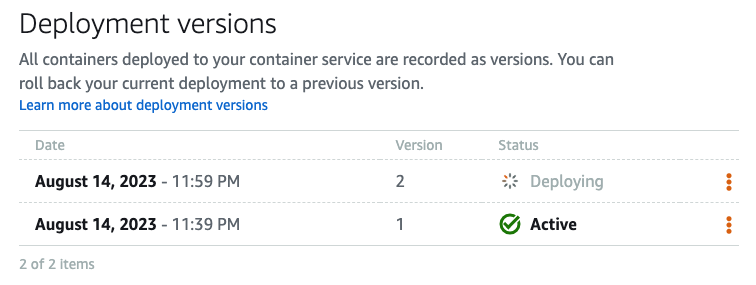 Deployment versions
All containers deployed to your container service are recorded as versions. You can
roll back your current deployment to a previous version.
Learn more about deployment versions
Date Version Status
August 14, 2023 - 11:59 PM 2 Deploying
August 14, 2023 - 11:39 PM 1 Active
2 of 2 items